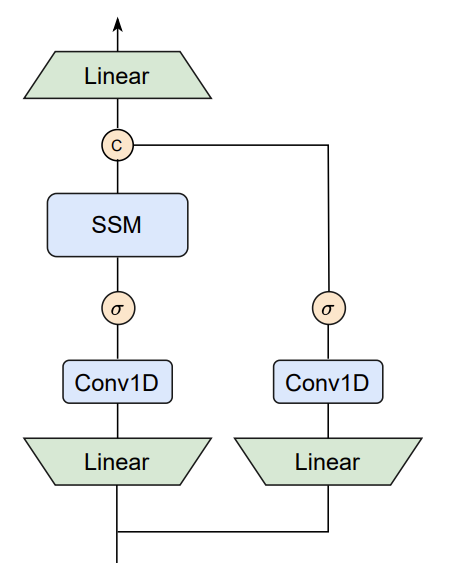 Linear
C
SSM
σ σ
Conv1D Conv1D
Linear Linear